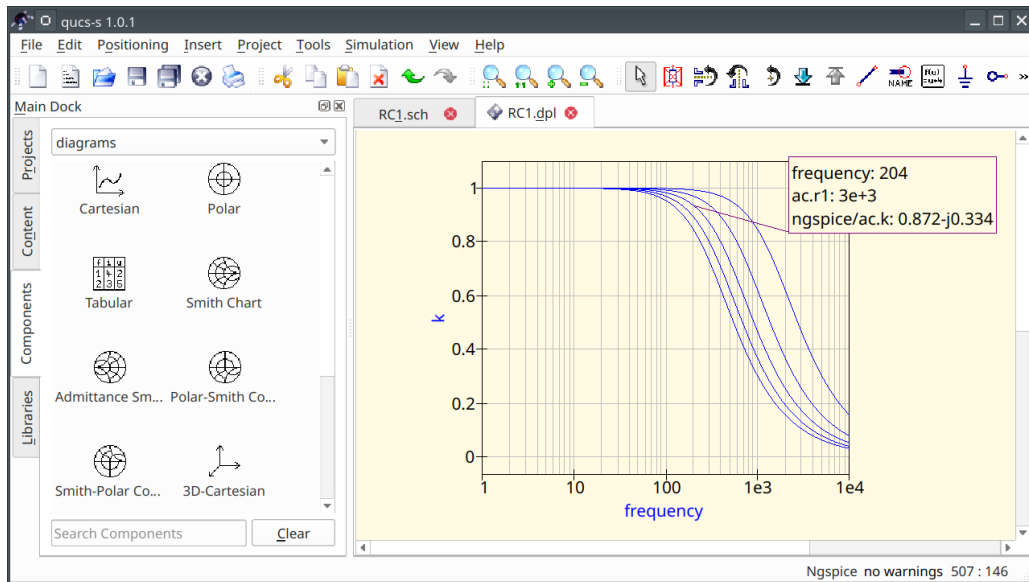 qucs-s 1.0.1
File Edit Positioning Insert Project Tools Simulation View Help
NAME
f(u)
Eun=
»
Main Dock
RC1.sch
RC1.dpl
Projects
Content
Components
Libraries
diagrams
Cartesian
Polar
Tabular
Smith Chart
Admittance Sm...
Polar-Smith Co...
Smith-Polar Co...
3D-Cartesian
Search Components
Clear
frequency: 204
ac.r1: 3e+3
ngspice/ac.k: 0.872-j0.334
1
0.8
0.6
0.4
0.2
0
k
1 10 100 1e3 1e4
frequency
Ngspice no warnings 507 : 146